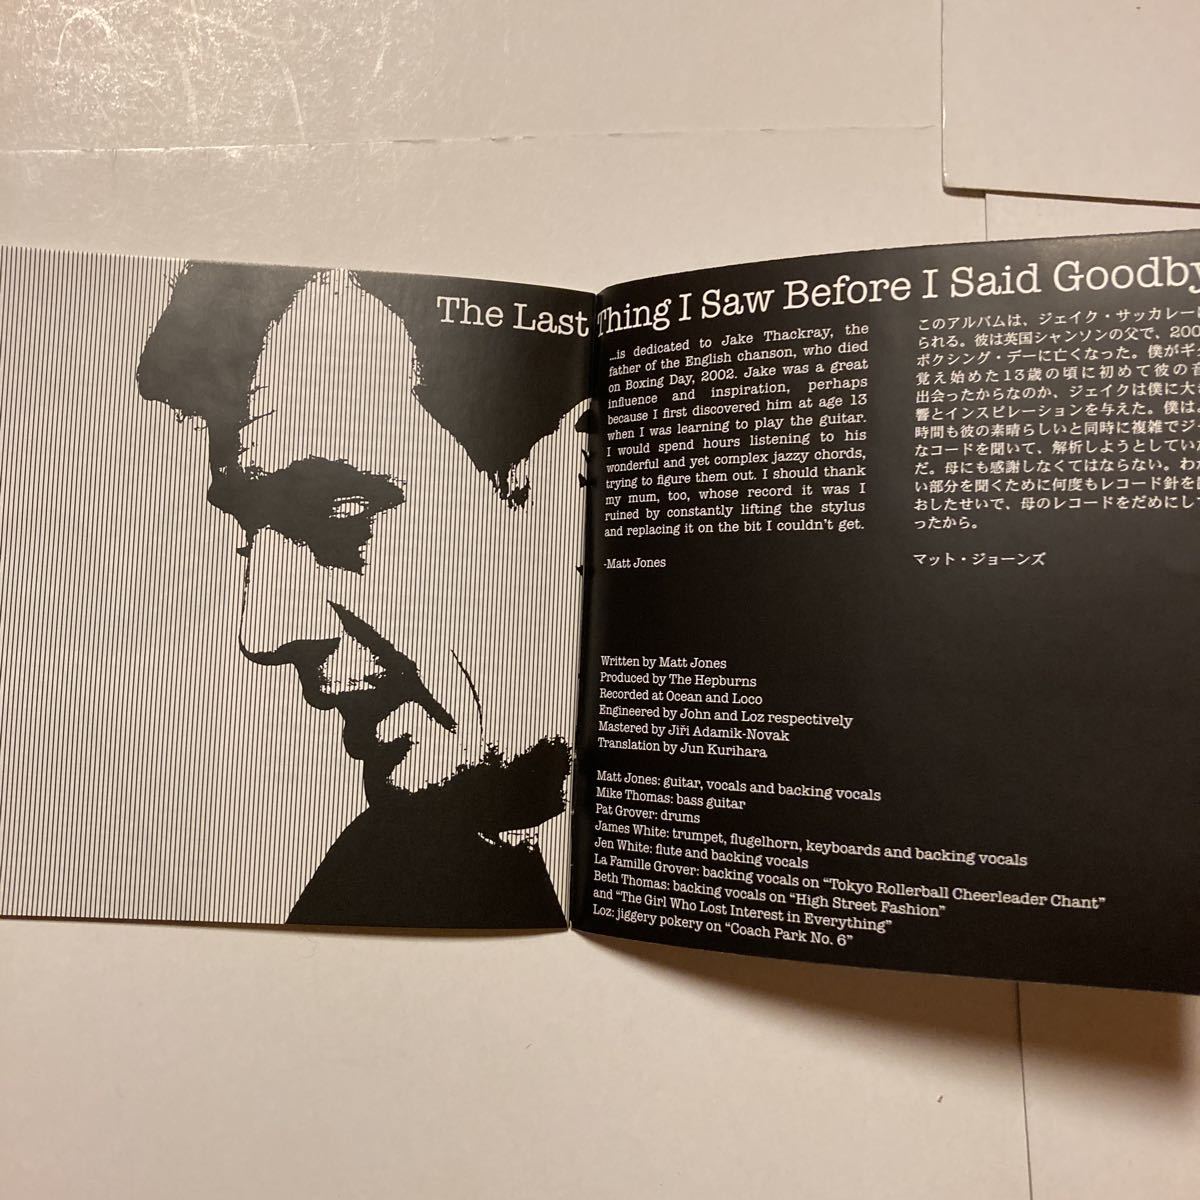 The Last Thing I Saw Before I Said Goodby
...is dedicated to Jake Thackray, the
father of the English chanson, who died
on Boxing Day, 2002. Jake was a great
influence and inspiration, perhaps
because I first discovered him at age 13
when I was learning to play the guitar.
I would spend hours listening to his
wonderful and yet complex jazzy chords,
trying to figure them out. I should thank
my mum, too, whose record it was I
ruined by constantly lifting the stylus
and replacing it on the bit I couldn't get.
-Matt Jones
このアルバムは、ジェイク・サッカレーに
られる。彼は英国シャンソンの父で、200
ボクシング・デーに亡くなった。僕がギ
覚え始めた13歳の頃に初めて彼の音
出会ったからなのか、ジェイクは僕に大き
響とインスピレーションを与えた。僕は
時間も彼の素晴らしいと同時に複雑でジャ
なコードを聞いて、解析しようとしていた
だ。母にも感謝しなくてはならない。わか
い部分を聞くために何度もレコード針を
おしたせいで、母のレコードをだめにし
ったから。
マット・ジョーンズ
Written by Matt Jones
Produced by The Hepburns
Recorded at Ocean and Loco
Engineered by John and Loz respectively
Mastered by Jiři Adamik-Novak
Translation by Jun Kurihara
Matt Jones: guitar, vocals and backing vocals
Mike Thomas: bass guitar
Pat Grover: drums
James White: trumpet, flugelhorn, keyboards and backing vocals
Jen White: flute and backing vocals
La Famille Grover: backing vocals on "Tokyo Rollerball Cheerleader Chant"
Beth Thomas: backing vocals on "High Street Fashion"
and "The Girl Who Lost Interest in Everything"
Loz: jiggery pokery on "Coach Park No. 6"